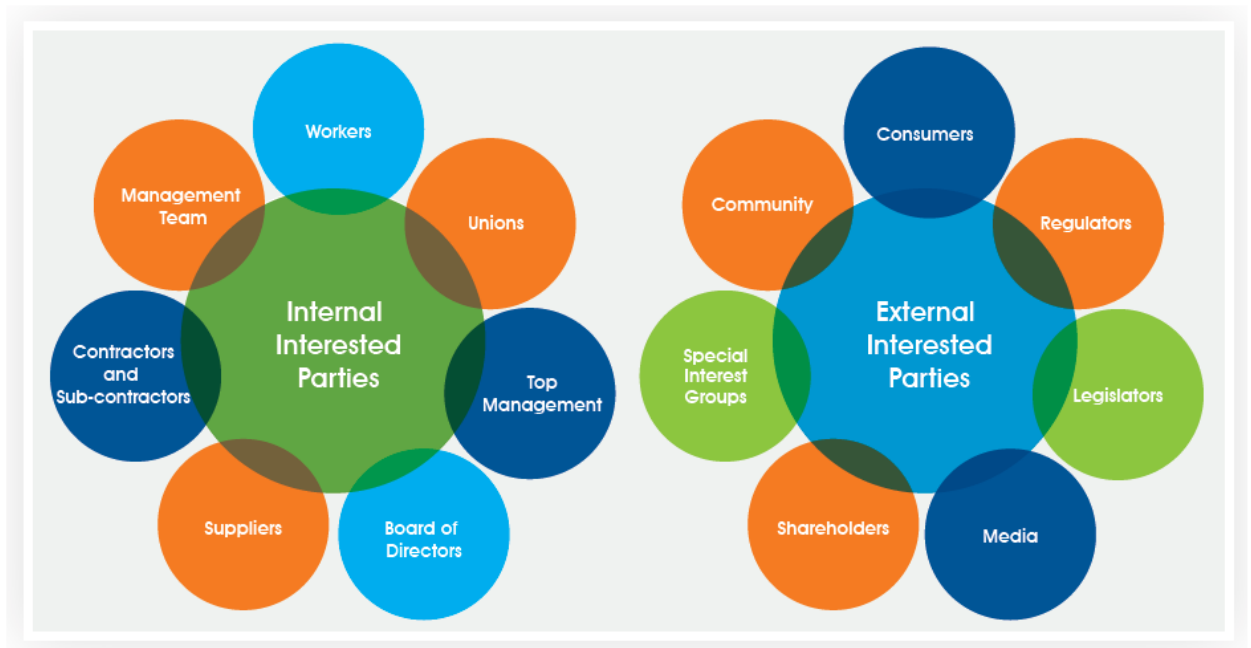 Internal
Interested
Parties
Workers
Unions
Top
Management
Board of
Directors
Suppliers
Contractors
and
Sub-contractors
Management
Team
External
Interested
Parties
Consumers
Regulators
Legislators
Media
Shareholders
Special
Interest
Groups
Community